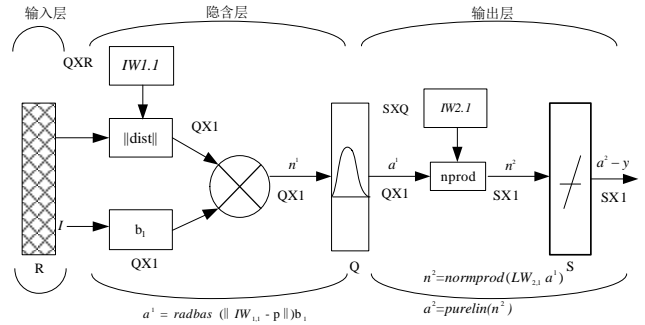 输入层
隐含层
输出层
QXR
IW1.1
SXQ
IW2.1
||dist||
QX1
n¹
QX1
a¹
QX1
nprod
n²
SX1
a² – y
SX1
I
b₁
QX1
R
Q
S
n²=normprod(LW₂,₁ a¹)
a¹ = radbas (|| IW₁,₁ - p ||)b₁
a²=purelin(n²)